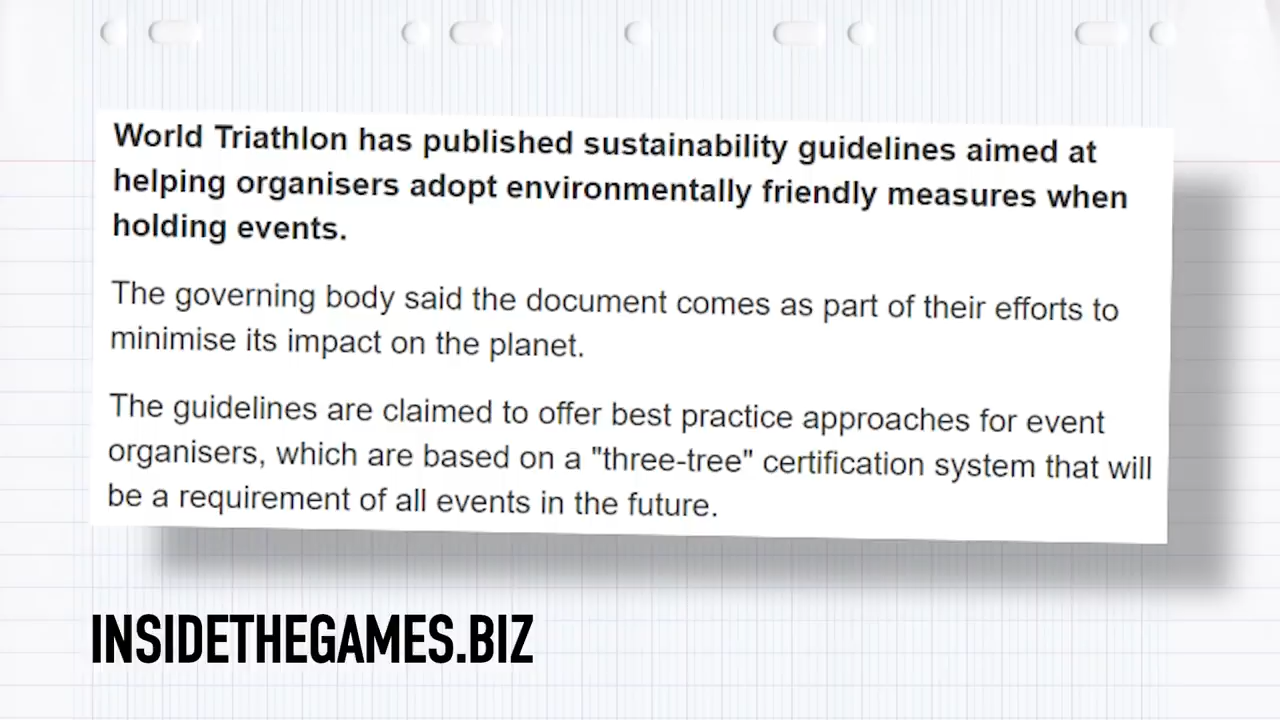 World Triathlon has published sustainability guidelines aimed at
helping organisers adopt environmentally friendly measures when
holding events.
The governing body said the document comes as part of their efforts to
minimise its impact on the planet.
The guidelines are claimed to offer best practice approaches for event
organisers, which are based on a "three-tree" certification system that will
be a requirement of all events in the future.
INSIDETHEGAMES.BIZ